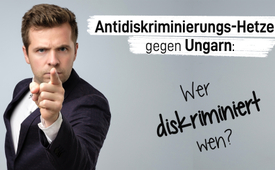 Antidiskriminierungs-Hetze
gegen Ungarn:
Wer
diskriminiert
wen?